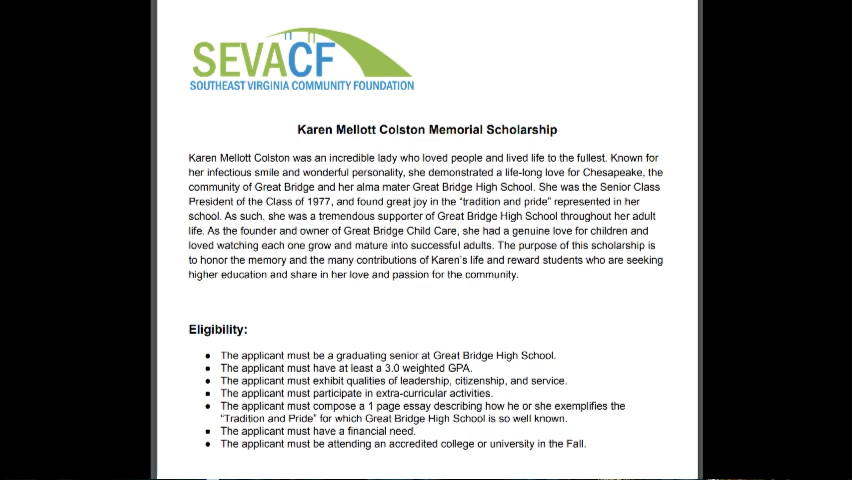 SEVACF
SOUTHEAST VIRGINIA COMMUNITY FOUNDATION
Karen Mellott Colston Memorial Scholarship
Karen Mellott Colston was an incredible lady who loved people and lived life to the fullest. Known for
her infectious smile and wonderful personality, she demonstrated a life-long love for Chesapeake, the
community of Great Bridge and her alma mater Great Bridge High School. She was the Senior Class
President of the Class of 1977, and found great joy in the “tradition and pride” represented in her
school. As such, she was a tremendous supporter of Great Bridge High School throughout her adult
life. As the founder and owner of Great Bridge Child Care, she had a genuine love for children and
loved watching each one grow and mature into successful adults. The purpose of this scholarship is
to honor the memory and the many contributions of Karen's life and reward students who are seeking
higher education and share in her love and passion for the community.
Eligibility:
● The applicant must be a graduating senior at Great Bridge High School.
● The applicant must have at least a 3.0 weighted GPA.
● The applicant must exhibit qualities of leadership, citizenship, and service.
● The applicant must participate in extra-curricular activities.
● The applicant must compose a 1 page essay describing how he or she exemplifies the
“Tradition and Pride” for which Great Bridge High School is so well known.
● The applicant must have a financial need.
● The applicant must be attending an accredited college or university in the Fall.